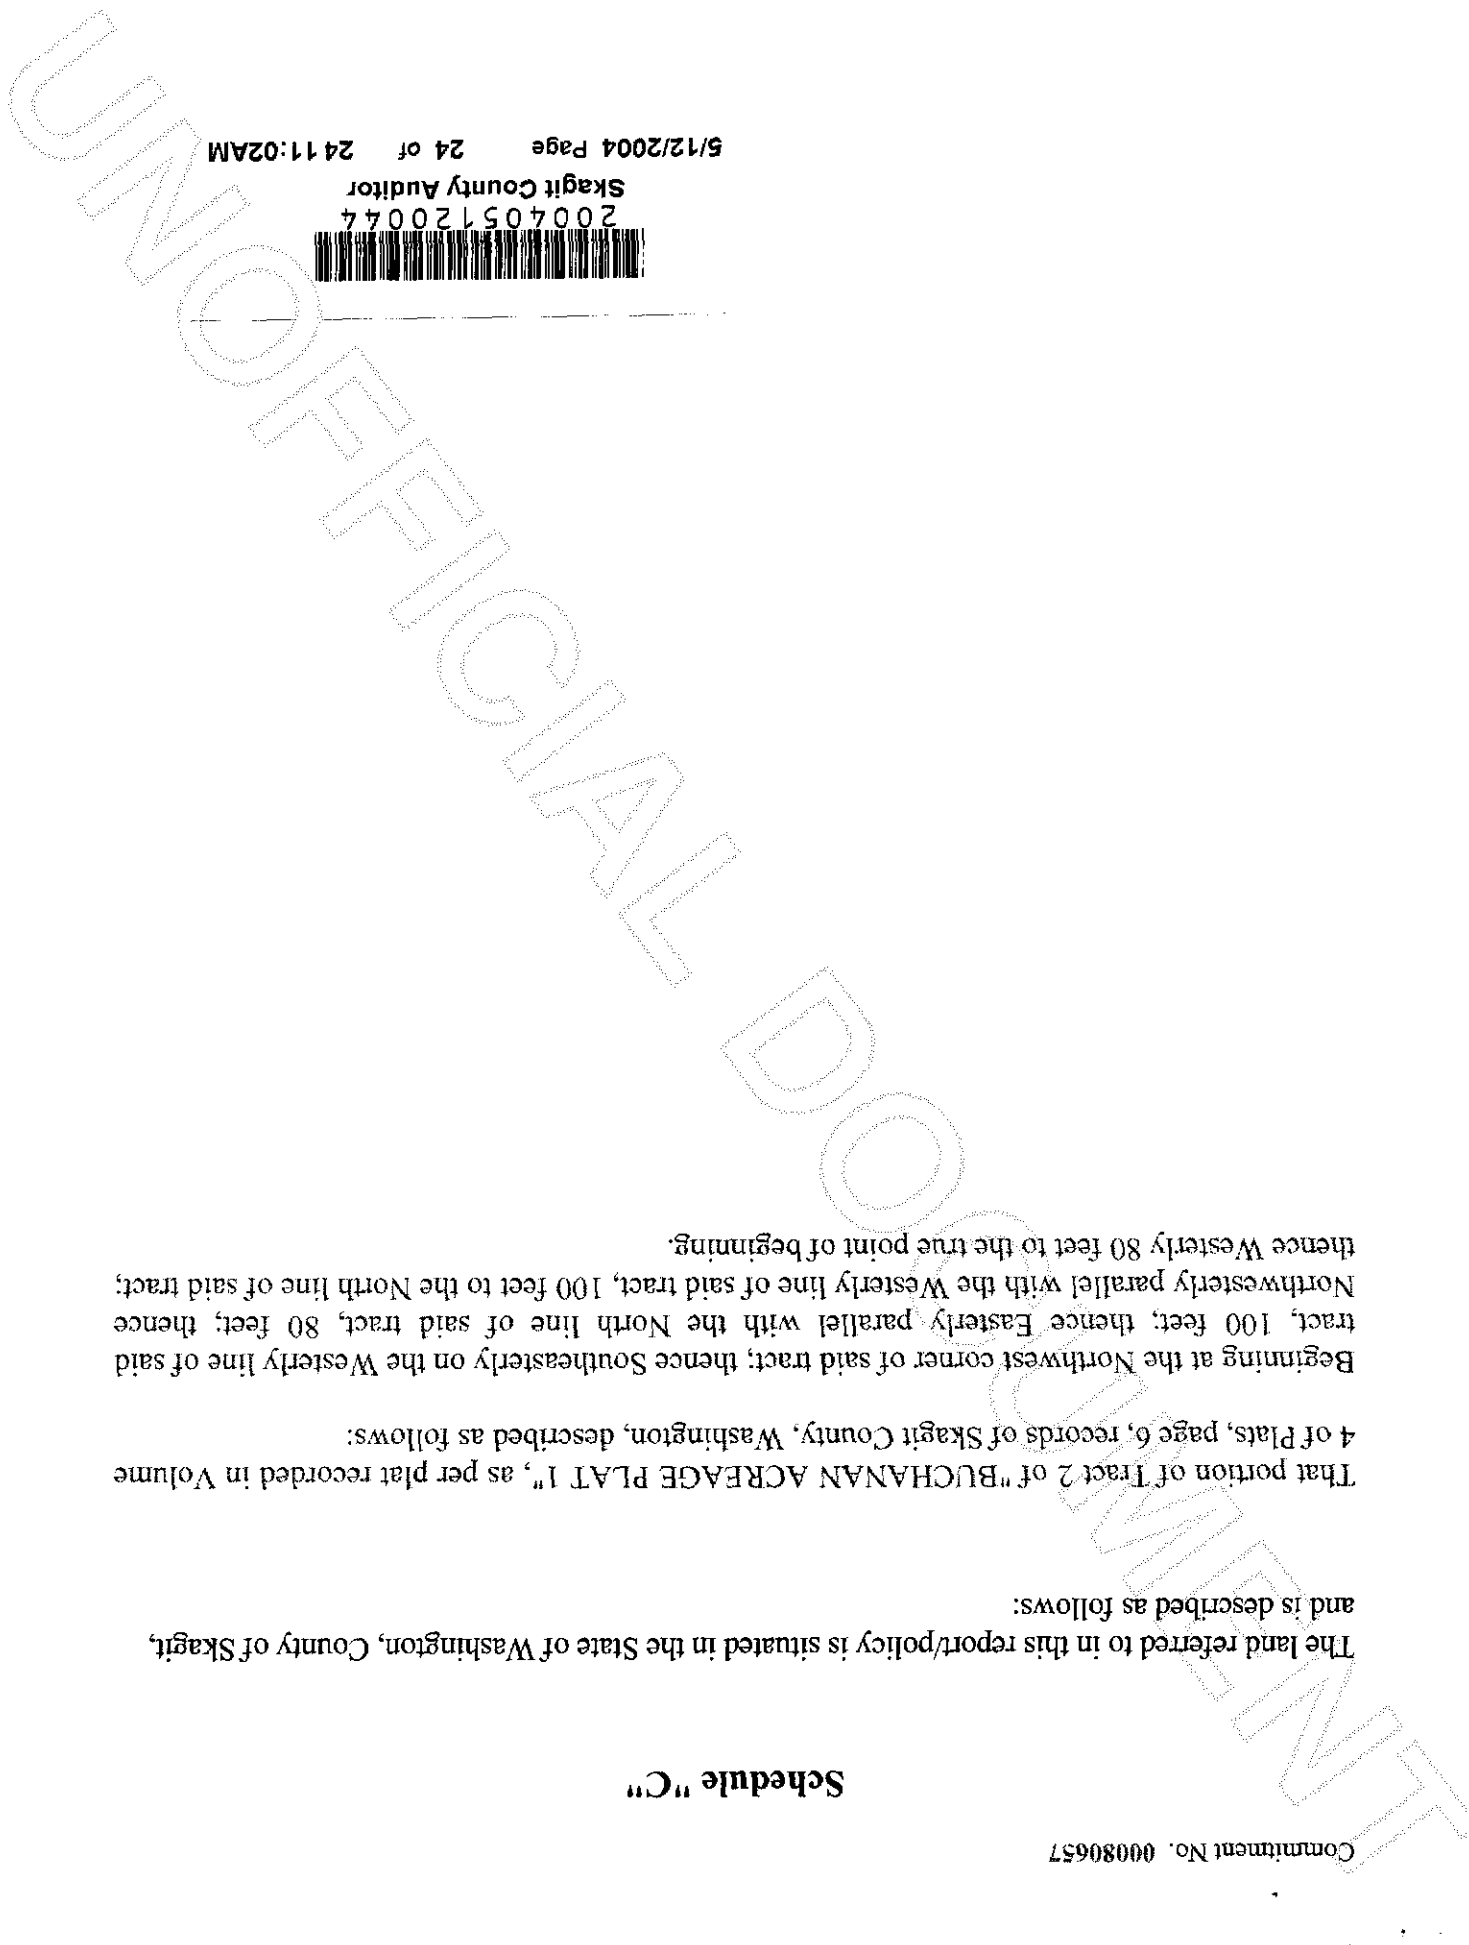 Commitment No. 00080657
Schedule "C"
The land referred to in this report/policy is situated in the State of Washington, County of Skagit,
and is described as follows:
That portion of Tract 2 of "BUCHANAN ACREAGE PLAT 1", as per plat recorded in Volume
4 of Plats, page 6, records of Skagit County, Washington, described as follows:
Beginning at the Northwest corner of said tract; thence Southeasterly on the Westerly line of said
tract, 100 feet; thence Easterly parallel with the North line of said tract, 80 feet; thence
Northwesterly parallel with the Westerly line of said tract, 100 feet to the North line of said tract;
thence Westerly 80 feet to the true point of beginning.
200405120044
Skagit County Auditor
5/12/2004 Page 24 of 24 11:02AM
UNOFFICIAL DOCUMENT